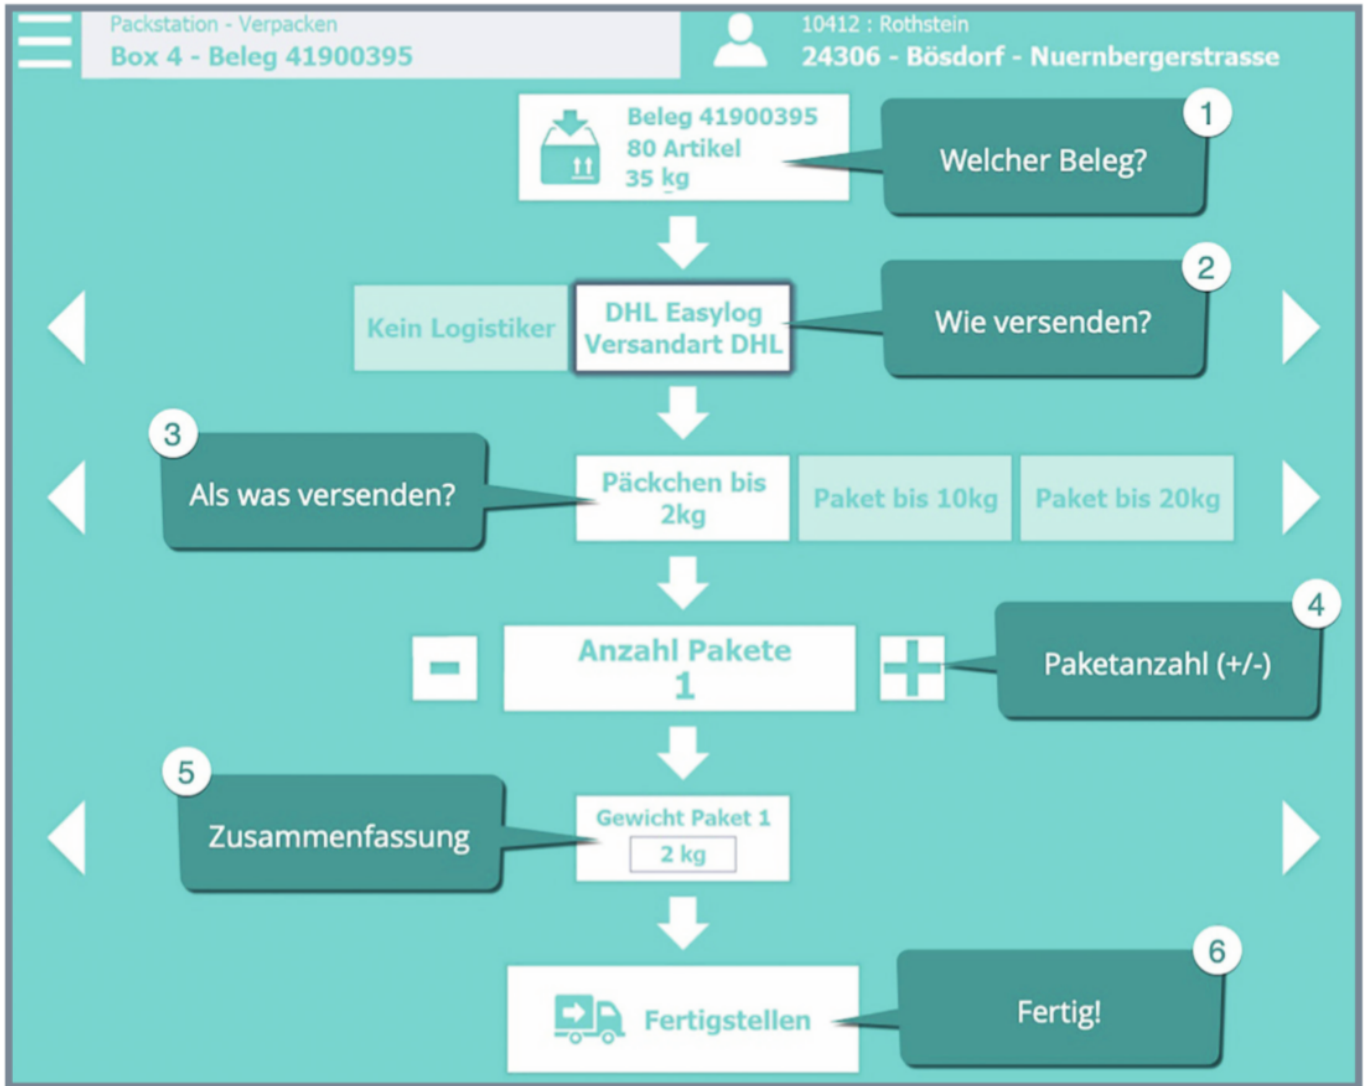 Packstation - Verpacken
Box 4 - Beleg 41900395
10412 : Rothstein
24306 - Bösdorf - Nuernbergerstrasse
Beleg 41900395
80 Artikel
35 kg
1
Welcher Beleg?
Kein Logistiker
DHL Easylog
Versandart DHL
2
Wie versenden?
3
Als was versenden?
Päckchen bis
2kg
Paket bis 10kg
Paket bis 20kg
-
Anzahl Pakete
1
+
4
Paketanzahl (+/-)
5
Zusammenfassung
Gewicht Paket 1
2 kg
Fertigstellen
6
Fertig!